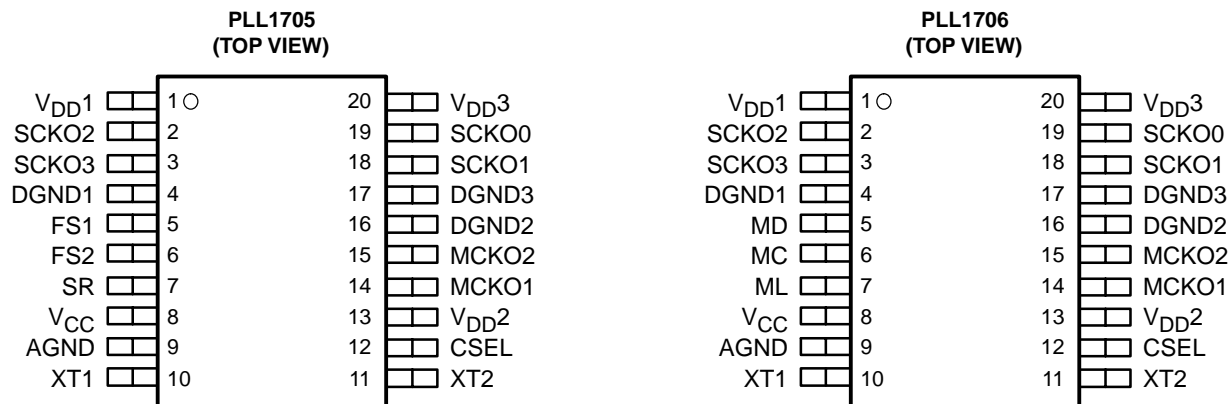 PLL1705
(TOP VIEW)
VDD1 1 20 VDD3
SCKO2 2 19 SCKO0
SCKO3 3 18 SCKO1
DGND1 4 17 DGND3
FS1 5 16 DGND2
FS2 6 15 MCKO2
SR 7 14 MCKO1
VCC 8 13 VDD2
AGND 9 12 CSEL
XT1 10 11 XT2
PLL1706
(TOP VIEW)
VDD1 1 20 VDD3
SCKO2 2 19 SCKO0
SCKO3 3 18 SCKO1
DGND1 4 17 DGND3
MD 5 16 DGND2
MC 6 15 MCKO2
ML 7 14 MCKO1
VCC 8 13 VDD2
AGND 9 12 CSEL
XT1 10 11 XT2